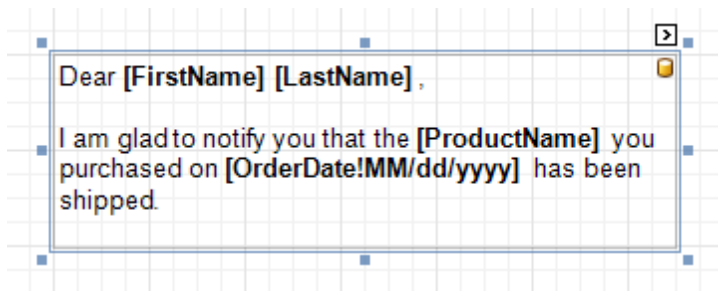 Dear [FirstName] [LastName] ,
I am glad to notify you that the [ProductName] you
purchased on [OrderDate!MM/dd/yyyy] has been
shipped.